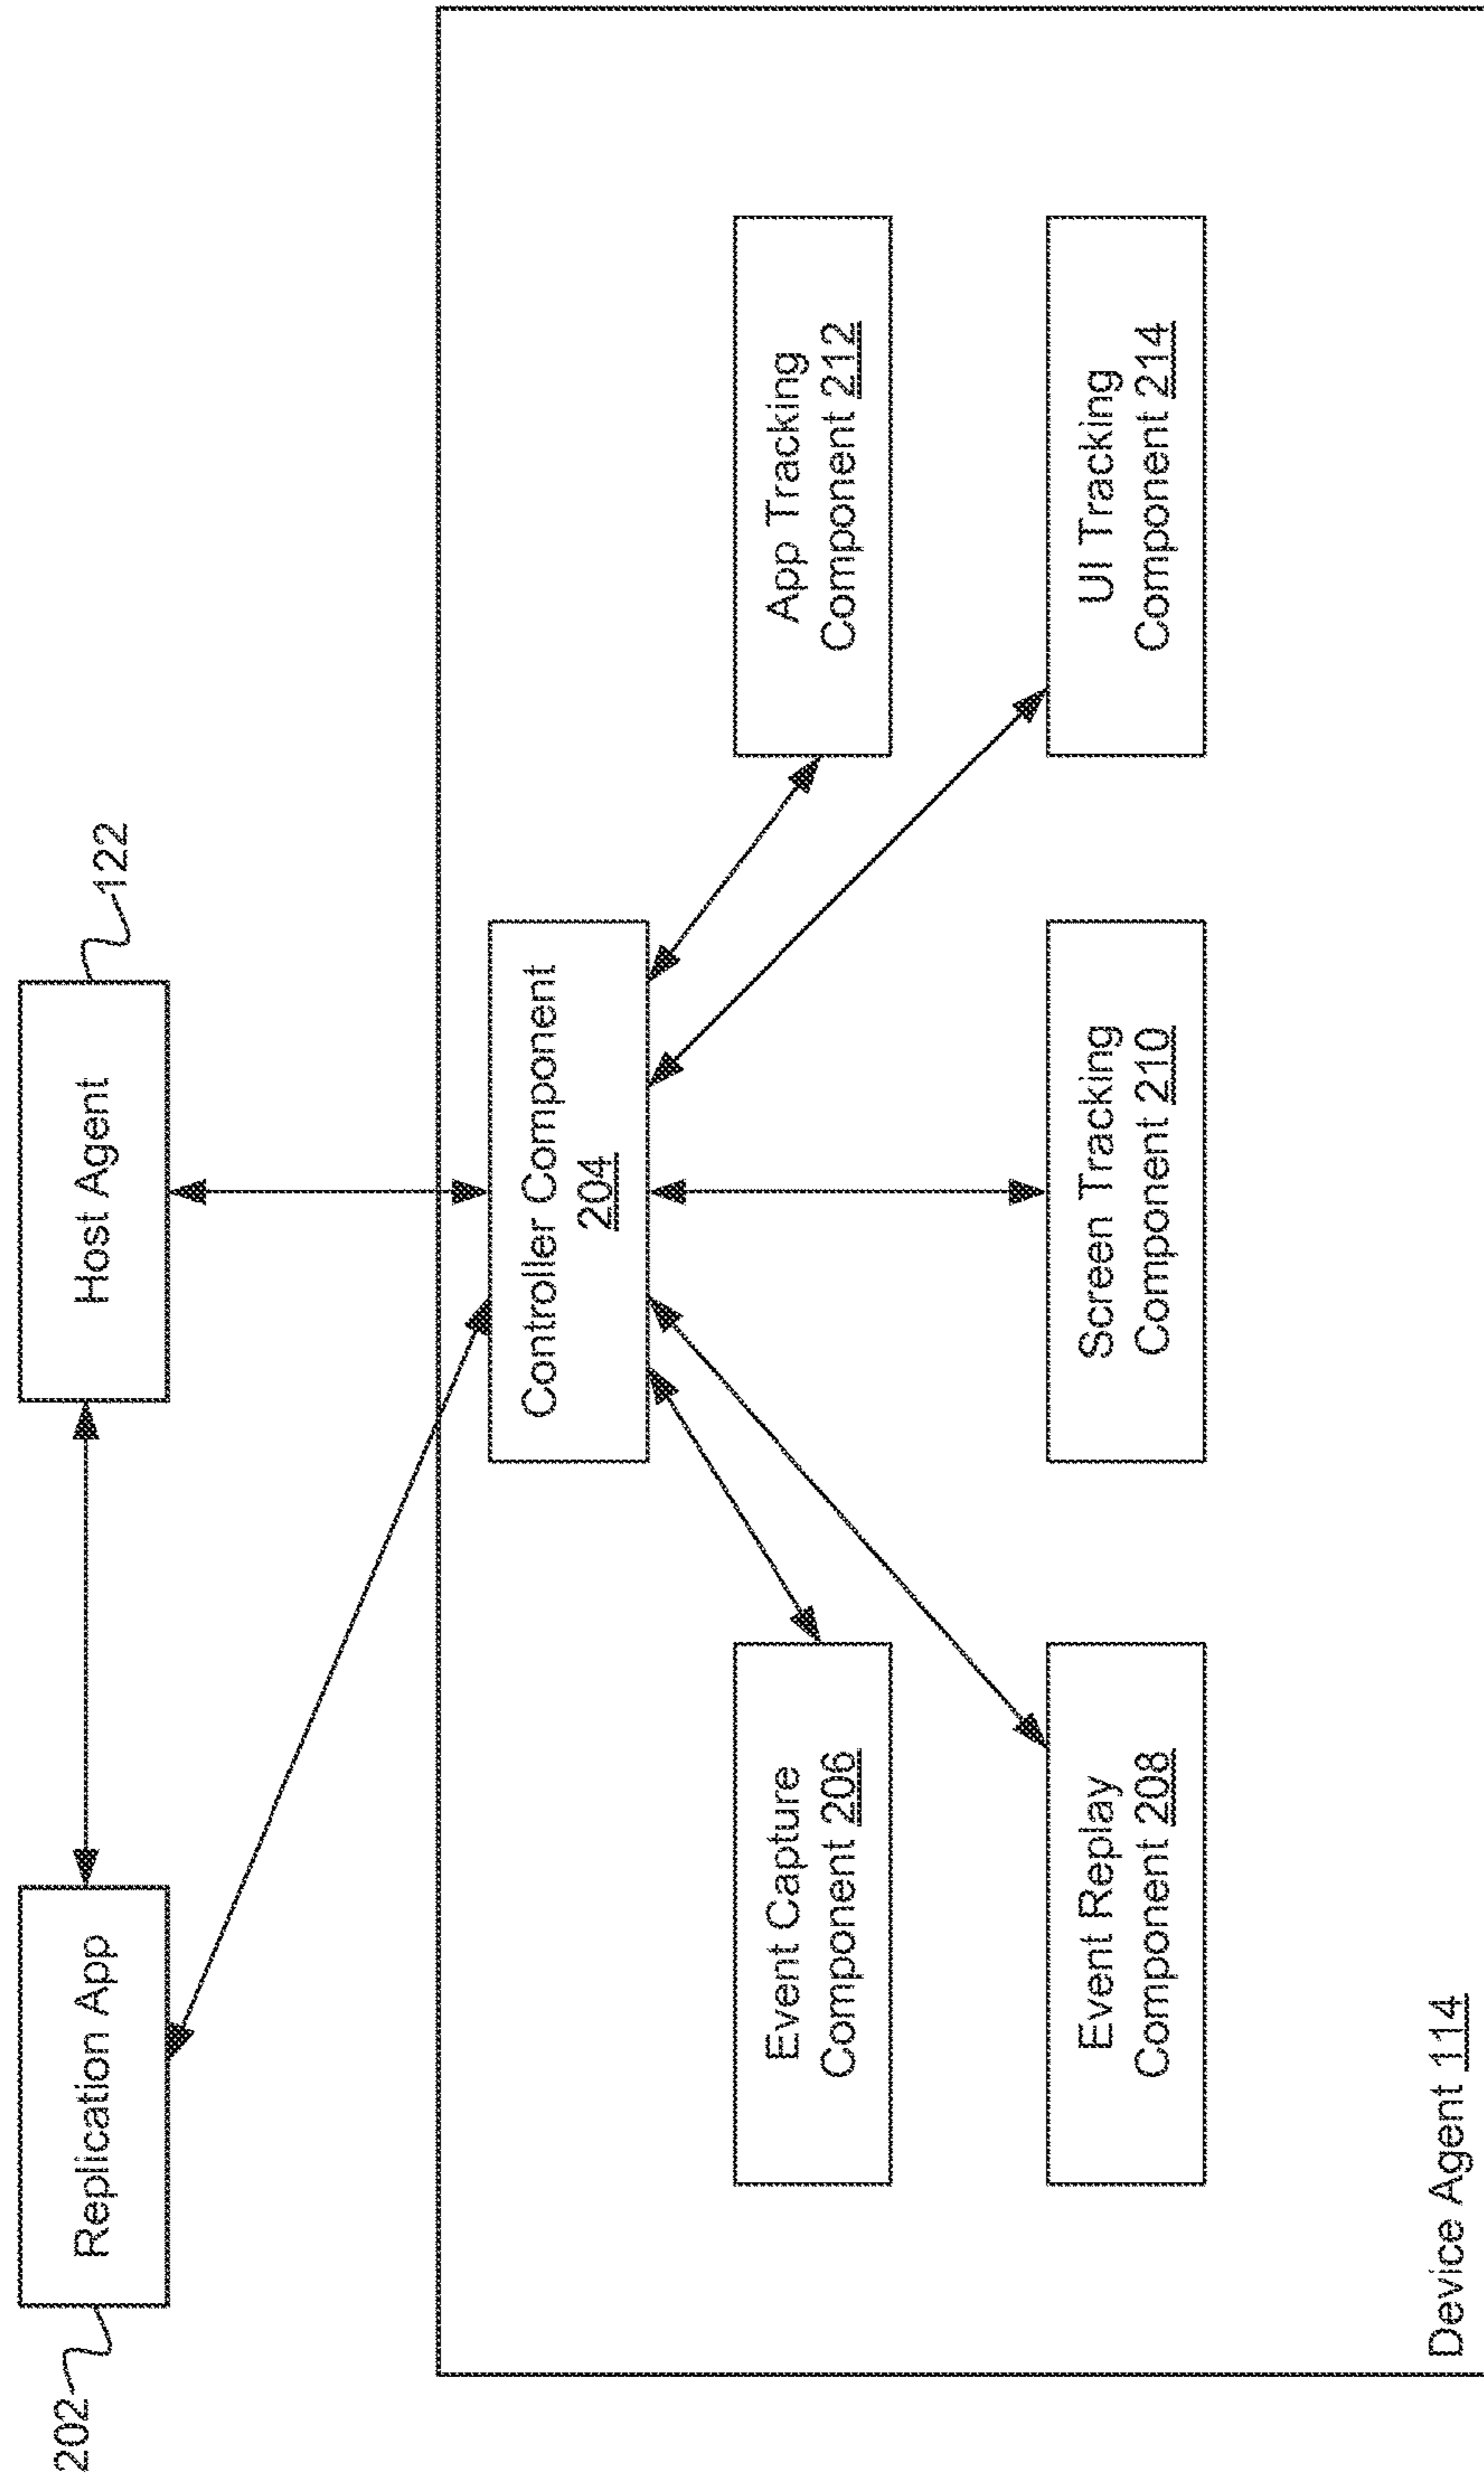 202
Replication App
Host Agent
122
Controller Component
204
Event Capture
Component 206
App Tracking
Component 212
Event Replay
Component 208
Screen Tracking
Component 210
UI Tracking
Component 214
Device Agent 114